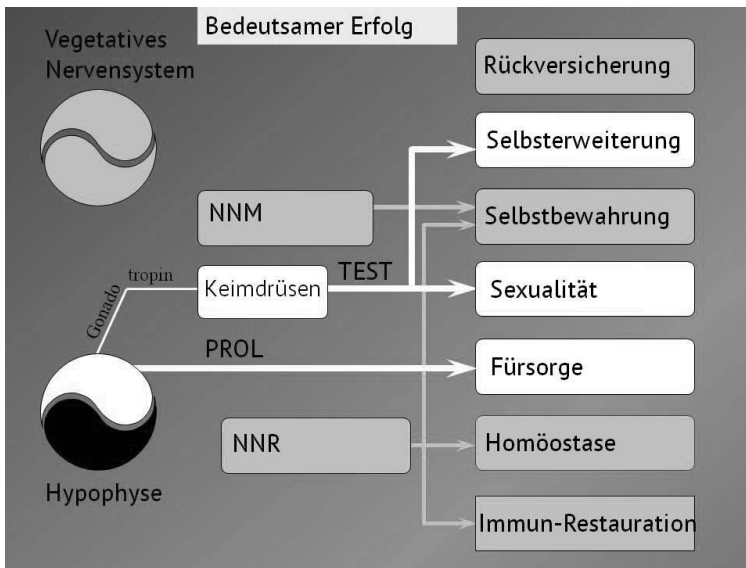 Bedeutsamer Erfolg
Vegetatives
Nervensystem
Rückversicherung
Selbsterweiterung
NNM
Selbstbewahrung
Gonado
tropin
Keimdrüsen
TEST
Sexualität
PROL
Fürsorge
NNR
Homöostase
Hypophyse
Immun-Restauration